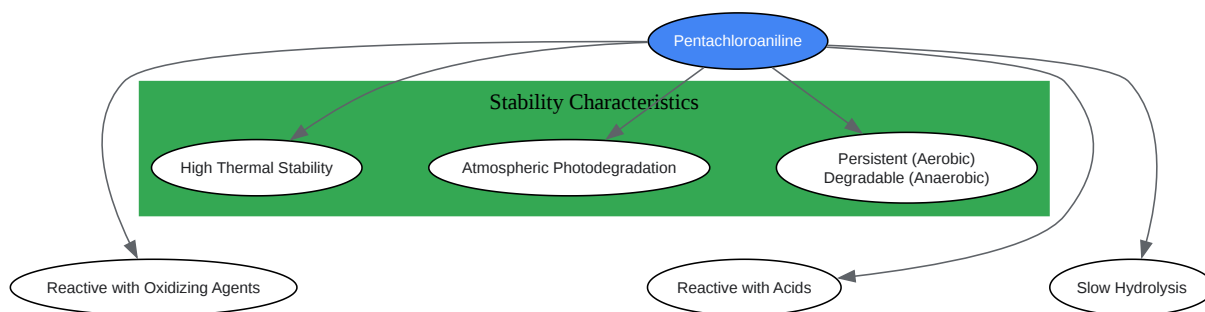 Pentachloroaniline
Stability Characteristics
High Thermal Stability
Atmospheric Photodegradation
Persistent (Aerobic)
Degradable (Anaerobic)
Reactive with Oxidizing Agents
Reactive with Acids
Slow Hydrolysis